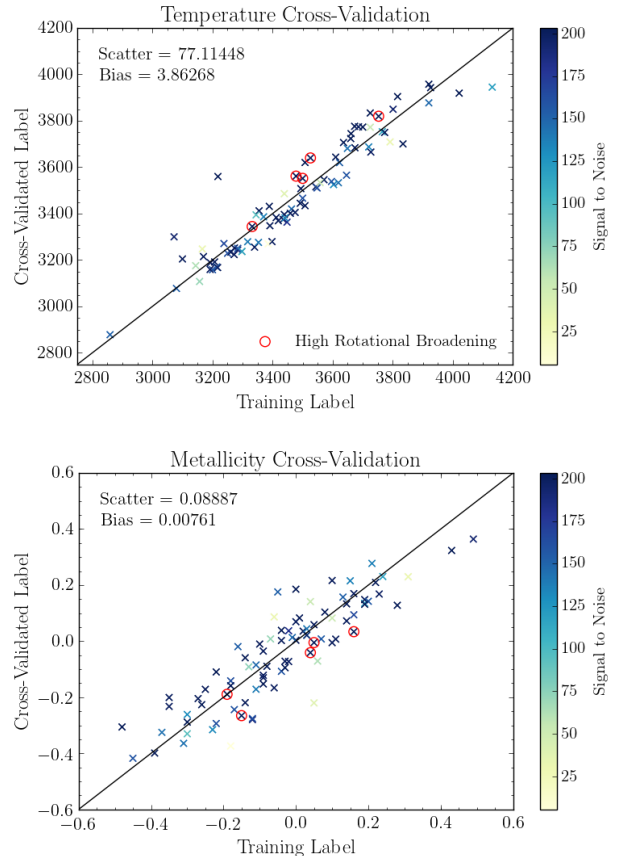 Temperature Cross-Validation
Scatter = 77.11448
Bias = 3.86268
High Rotational Broadening
4200
4000
3800
3600
3400
3200
3000
2800
2800 3000 3200 3400 3600 3800 4000 4200
Cross-Validated Label
Training Label
200
175
150
125
100
75
50
25
Signal to Noise
Metallicity Cross-Validation
Scatter = 0.08887
Bias = 0.00761
0.6
0.4
0.2
0.0
−0.2
−0.4
−0.6
−0.6 −0.4 −0.2 0.0 0.2 0.4 0.6
Cross-Validated Label
Training Label
200
175
150
125
100
75
50
25
Signal to Noise